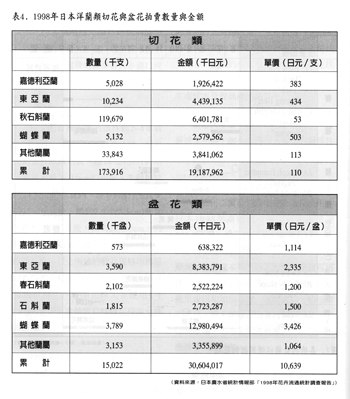 表4. 1998年日本洋蘭類切花與盆花拍賣數量與金額
切花類
數量（千支） 金額（千日元） 單價（日元／支）
嘉德利亞蘭 5,028 1,926,422 383
東亞蘭 10,234 4,439,135 434
秋石斛蘭 119,679 6,401,781 53
蝴蝶蘭 5,132 2,579,562 503
其他蘭屬 33,843 3,841,062 113
累計 173,916 19,187,962 110
盆花類
數量（千盆） 金額（千日元） 單價（日元／盆）
嘉德利亞蘭 573 638,322 1,114
東亞蘭 3,590 8,383,791 2,335
春石斛蘭 2,102 2,522,224 1,200
石斛蘭 1,815 2,723,287 1,500
蝴蝶蘭 3,789 12,980,494 3,426
其他蘭屬 3,153 3,355,899 1,064
累計 15,022 30,604,017 10,639
（資料來源：日本農水省統計情報部「1998年花卉流通統計調查報告」）